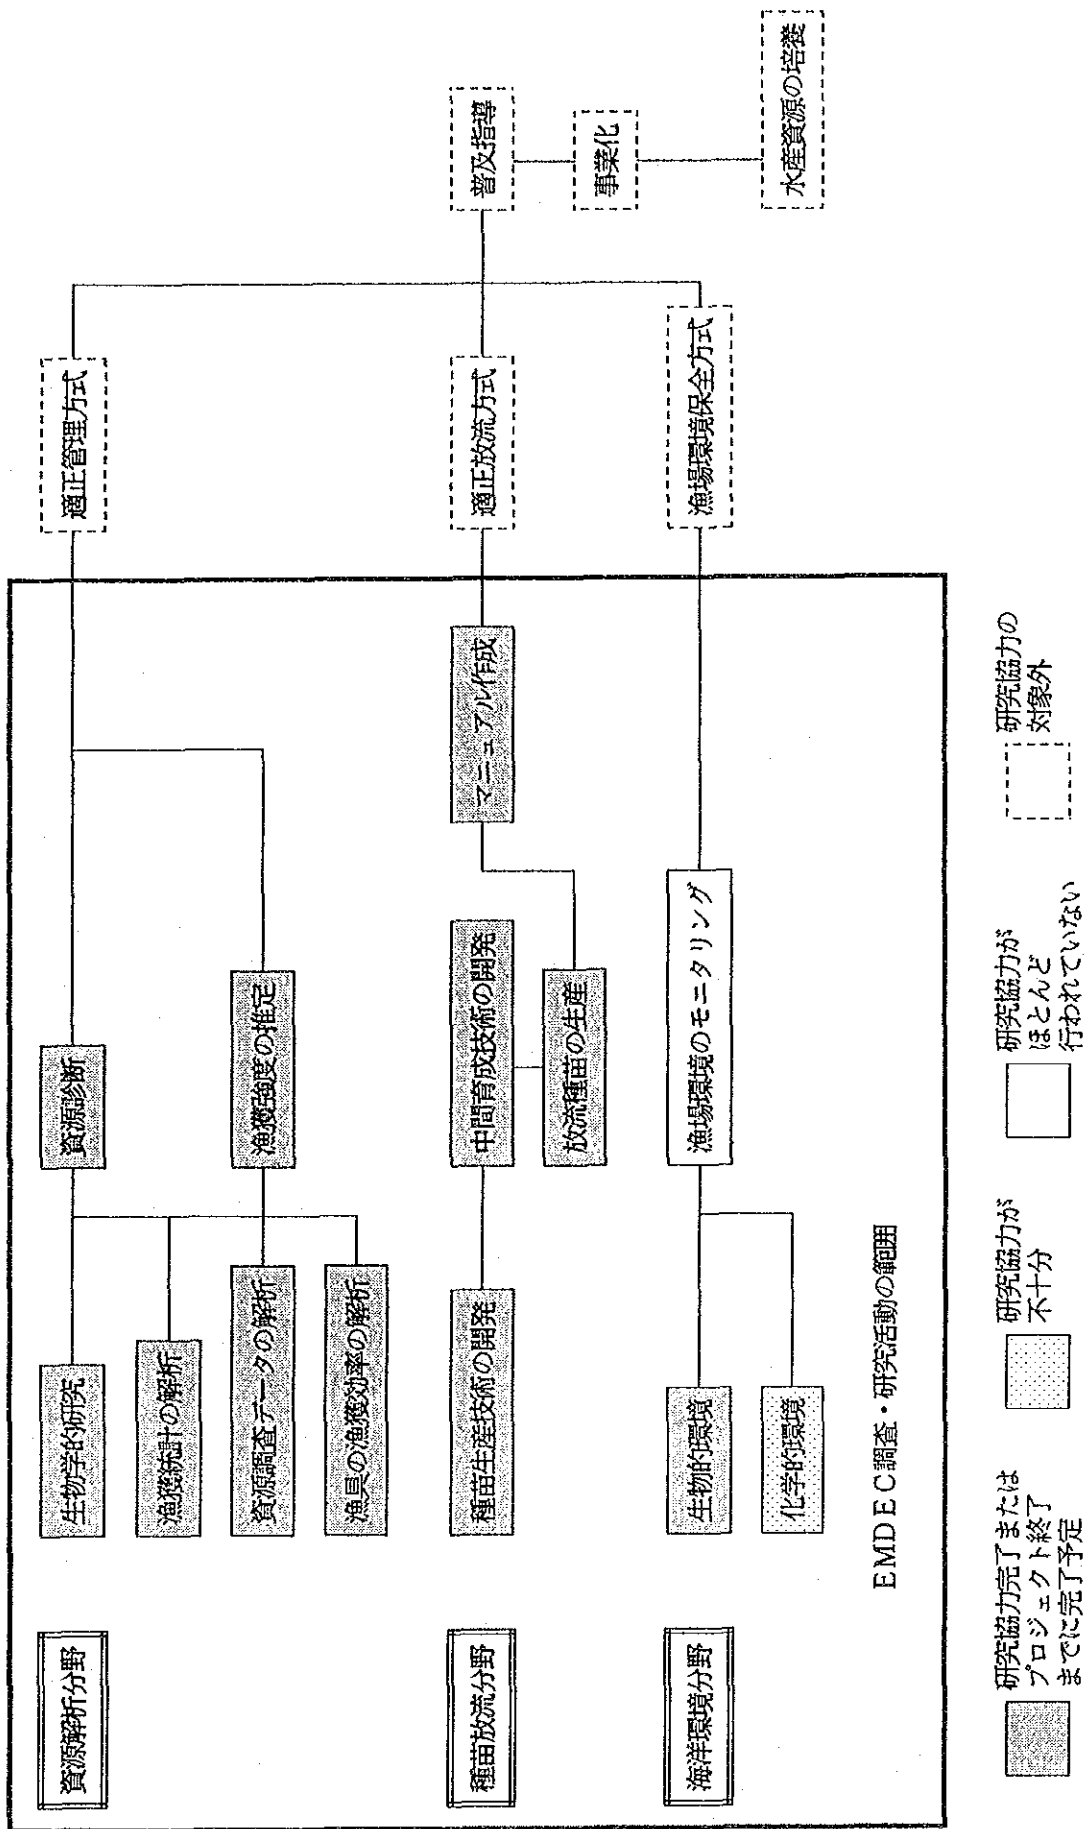 資源解析分野
生物学的研究
漁獲統計の解析
資源調査データの解析
漁具の漁獲効率の解析
資源診断
漁獲強度の推定
適正管理方式
種苗放流分野
種苗生産技術の開発
中間育成技術の開発
放流種苗の生産
マニュアル作成
適正放流方式
普及指導
事業化
水産資源の培養
海洋環境分野
生物的環境
化学的環境
漁場環境のモニタリング
漁場環境保全方式
EMDEC調査・研究活動の範囲
研究協力完了または
プロジェクト終了
までに完了予定
研究協力が
不十分
研究協力が
ほとんど
行われていない
研究協力の
対象外